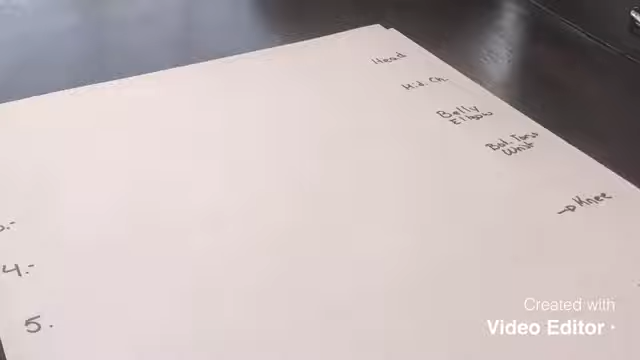 Head
Mid. Ch.
Belly
Elbow
Bot. Torso
Wrist
→ Knee
4.-
5.
Created with
Video Editor